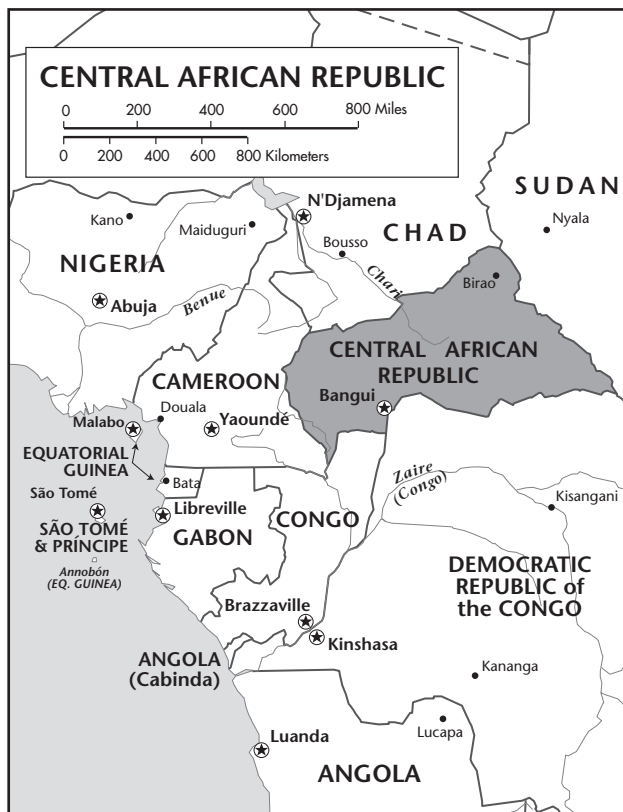 CENTRAL AFRICAN REPUBLIC
0 200 400 600 800 Miles
0 200 400 600 800 Kilometers
SUDAN
N'Djamena
Kano
Maiduguri
CHAD
Nyala
Bousso
NIGERIA
Chari
Birao
Abuja
Benue
CENTRAL AFRICAN
REPUBLIC
CAMEROON
Bangui
Douala
Malabo
Yaoundé
EQUATORIAL
GUINEA
Zaire
(Congo)
Bata
São Tomé
Libreville
Kisangani
CONGO
SÃO TOMÉ
& PRÍNCIPE
GABON
Annobón
(EQ. GUINEA)
DEMOCRATIC
REPUBLIC of
the CONGO
Brazzaville
Kinshasa
ANGOLA
(Cabinda)
Kananga
Luanda
Lucapa
ANGOLA